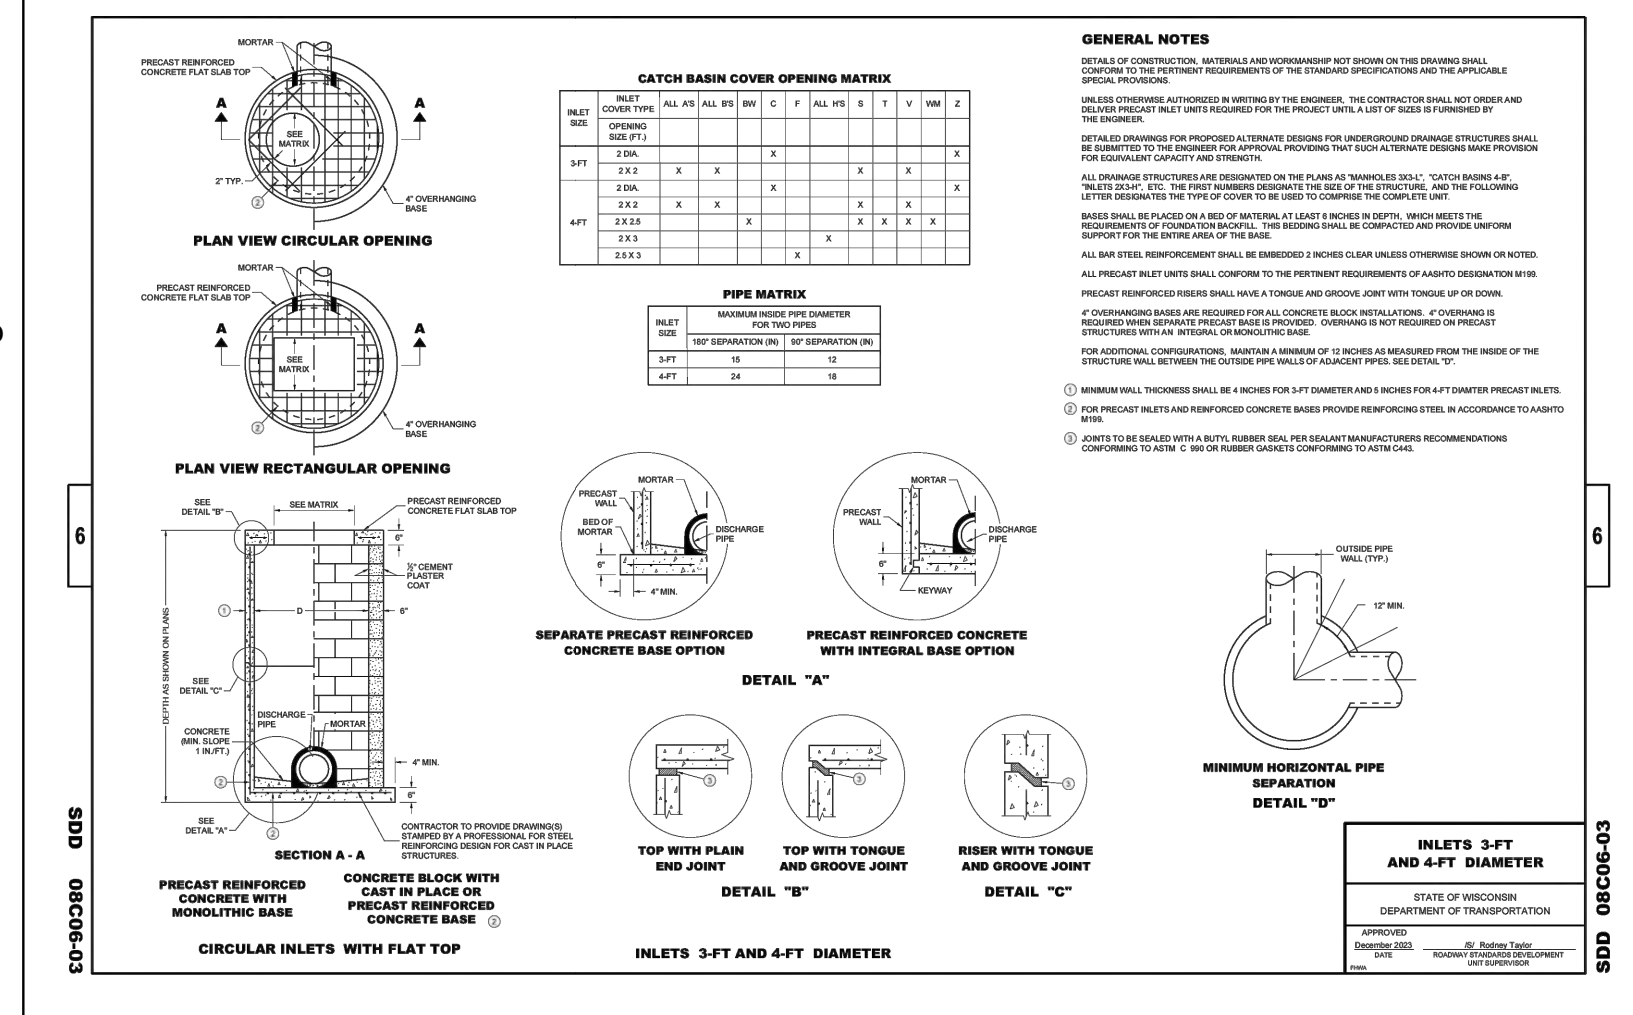 MORTAR
PRECAST REINFORCED
CONCRETE FLAT SLAB TOP
A
A
SEE
MATRIX
2" TYP.
2
4" OVERHANGING
BASE
PLAN VIEW CIRCULAR OPENING
MORTAR
PRECAST REINFORCED
CONCRETE FLAT SLAB TOP
A
A
SEE
MATRIX
2
4" OVERHANGING
BASE
PLAN VIEW RECTANGULAR OPENING
SEE
DETAIL "B"
SEE MATRIX
PRECAST REINFORCED
CONCRETE FLAT SLAB TOP
6"
½" CEMENT
PLASTER
COAT
1
D
6"
DEPTH AS SHOWN ON PLANS
SEE
DETAIL "C"
DISCHARGE
PIPE
MORTAR
CONCRETE
(MIN. SLOPE
1 IN./FT.)
4" MIN.
2
6"
SEE
DETAIL "A"
2
CONTRACTOR TO PROVIDE DRAWING(S)
STAMPED BY A PROFESSIONAL FOR STEEL
REINFORCING DESIGN FOR CAST IN PLACE
STRUCTURES.
SECTION A - A
PRECAST REINFORCED
CONCRETE WITH
MONOLITHIC BASE
CONCRETE BLOCK WITH
CAST IN PLACE OR
PRECAST REINFORCED
CONCRETE BASE 2
CIRCULAR INLETS WITH FLAT TOP
CATCH BASIN COVER OPENING MATRIX
INLET SIZE | INLET COVER TYPE | ALL A'S | ALL B'S | BW | C | F | ALL H'S | S | T | V | WM | Z
OPENING SIZE (FT.)
3-FT | 2 DIA. | X | X
2 X 2 | X | X | X | X
4-FT | 2 DIA. | X | X
2 X 2 | X | X | X | X
2 X 2.5 | X | X | X | X | X
2 X 3 | X
2.5 X 3 | X
PIPE MATRIX
INLET SIZE | MAXIMUM INSIDE PIPE DIAMETER FOR TWO PIPES
180° SEPARATION (IN) | 90° SEPARATION (IN)
3-FT | 15 | 12
4-FT | 24 | 18
MORTAR
PRECAST
WALL
BED OF
MORTAR
DISCHARGE
PIPE
6"
4" MIN.
SEPARATE PRECAST REINFORCED
CONCRETE BASE OPTION
MORTAR
PRECAST
WALL
DISCHARGE
PIPE
6"
KEYWAY
PRECAST REINFORCED CONCRETE
WITH INTEGRAL BASE OPTION
DETAIL "A"
3
TOP WITH PLAIN
END JOINT
3
TOP WITH TONGUE
AND GROOVE JOINT
DETAIL "B"
3
RISER WITH TONGUE
AND GROOVE JOINT
DETAIL "C"
INLETS 3-FT AND 4-FT DIAMETER
GENERAL NOTES
DETAILS OF CONSTRUCTION, MATERIALS AND WORKMANSHIP NOT SHOWN ON THIS DRAWING SHALL
CONFORM TO THE PERTINENT REQUIREMENTS OF THE STANDARD SPECIFICATIONS AND THE APPLICABLE
SPECIAL PROVISIONS.
UNLESS OTHERWISE AUTHORIZED IN WRITING BY THE ENGINEER, THE CONTRACTOR SHALL NOT ORDER AND
DELIVER PRECAST INLET UNITS REQUIRED FOR THE PROJECT UNTIL A LIST OF SIZES IS FURNISHED BY
THE ENGINEER.
DETAILED DRAWINGS FOR PROPOSED ALTERNATE DESIGNS FOR UNDERGROUND DRAINAGE STRUCTURES SHALL
BE SUBMITTED TO THE ENGINEER FOR APPROVAL PROVIDING THAT SUCH ALTERNATE DESIGNS MAKE PROVISION
FOR EQUIVALENT CAPACITY AND STRENGTH.
ALL DRAINAGE STRUCTURES ARE DESIGNATED ON THE PLANS AS "MANHOLES 3X3-L", "CATCH BASINS 4-B",
"INLETS 2X3-H", ETC. THE FIRST NUMBERS DESIGNATE THE SIZE OF THE STRUCTURE, AND THE FOLLOWING
LETTER DESIGNATES THE TYPE OF COVER TO BE USED TO COMPRISE THE COMPLETE UNIT.
BASES SHALL BE PLACED ON A BED OF MATERIAL AT LEAST 6 INCHES IN DEPTH, WHICH MEETS THE
REQUIREMENTS OF FOUNDATION BACKFILL. THIS BEDDING SHALL BE COMPACTED AND PROVIDE UNIFORM
SUPPORT FOR THE ENTIRE AREA OF THE BASE.
ALL BAR STEEL REINFORCEMENT SHALL BE EMBEDDED 2 INCHES CLEAR UNLESS OTHERWISE SHOWN OR NOTED.
ALL PRECAST INLET UNITS SHALL CONFORM TO THE PERTINENT REQUIREMENTS OF AASHTO DESIGNATION M199.
PRECAST REINFORCED RISERS SHALL HAVE A TONGUE AND GROOVE JOINT WITH TONGUE UP OR DOWN.
4" OVERHANGING BASES ARE REQUIRED FOR ALL CONCRETE BLOCK INSTALLATIONS. 4" OVERHANG IS
REQUIRED WHEN SEPARATE PRECAST BASE IS PROVIDED. OVERHANG IS NOT REQUIRED ON PRECAST
STRUCTURES WITH AN INTEGRAL OR MONOLITHIC BASE.
FOR ADDITIONAL CONFIGURATIONS, MAINTAIN A MINIMUM OF 12 INCHES AS MEASURED FROM THE INSIDE OF THE
STRUCTURE WALL BETWEEN THE OUTSIDE PIPE WALLS OF ADJACENT PIPES. SEE DETAIL "D".
1 MINIMUM WALL THICKNESS SHALL BE 4 INCHES FOR 3-FT DIAMETER AND 5 INCHES FOR 4-FT DIAMTER PRECAST INLETS.
2 FOR PRECAST INLETS AND REINFORCED CONCRETE BASES PROVIDE REINFORCING STEEL IN ACCORDANCE TO AASHTO
M199.
3 JOINTS TO BE SEALED WITH A BUTYL RUBBER SEAL PER SEALANT MANUFACTURERS RECOMMENDATIONS
CONFORMING TO ASTM C 990 OR RUBBER GASKETS CONFORMING TO ASTM C443.
OUTSIDE PIPE
WALL (TYP.)
12" MIN.
MINIMUM HORIZONTAL PIPE
SEPARATION
DETAIL "D"
INLETS 3-FT
AND 4-FT DIAMETER
STATE OF WISCONSIN
DEPARTMENT OF TRANSPORTATION
APPROVED
December 2023 /S/ Rodney Taylor
DATE ROADWAY STANDARDS DEVELOPMENT
UNIT SUPERVISOR
FHWA
6
6
SDD 08C06-03
SDD 08C06-03